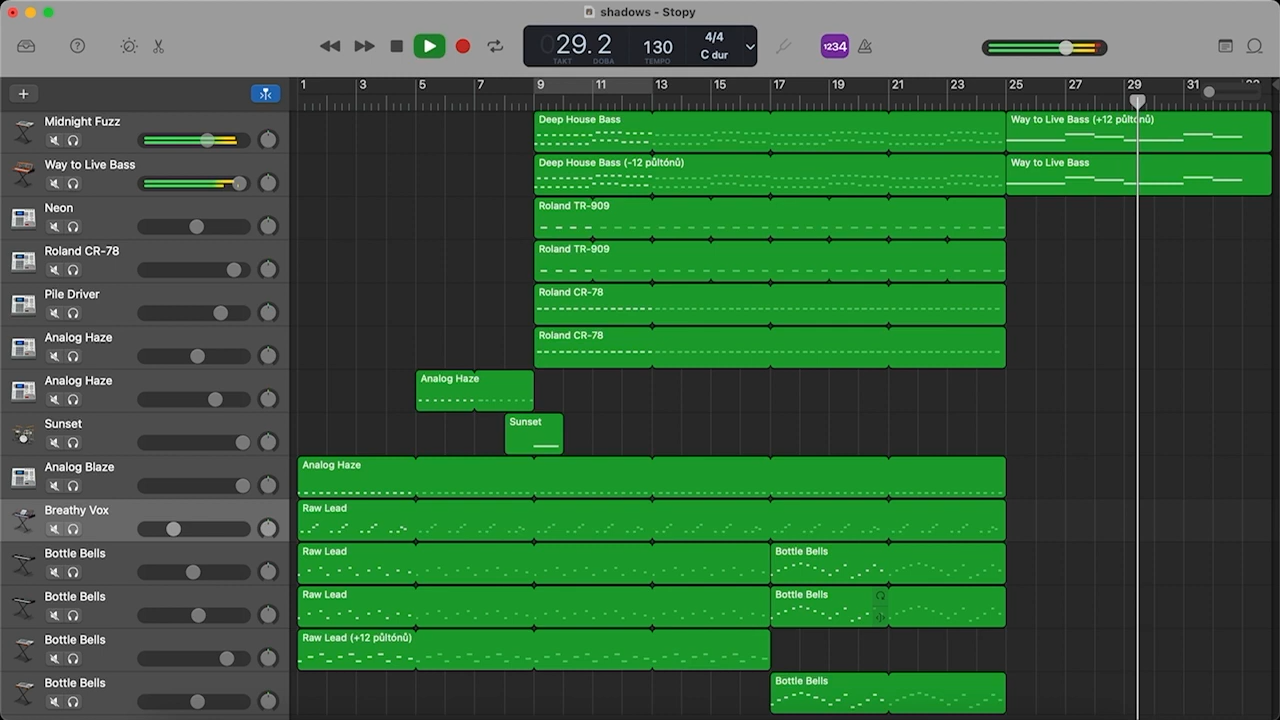 shadows - Stopy
029. 2
TAKT DOBA
130
TEMPO
4/4
C dur
1234
1 3 5 7 9 11 13 15 17 19 21 23 25 27 29 31
Midnight Fuzz
Deep House Bass
Way to Live Bass (+12 půltónů)
Way to Live Bass
Deep House Bass (-12 půltónů)
Way to Live Bass
Neon
Roland TR-909
Roland CR-78
Roland TR-909
Pile Driver
Roland CR-78
Analog Haze
Roland CR-78
Analog Haze
Analog Haze
Sunset
Sunset
Analog Blaze
Analog Haze
Breathy Vox
Raw Lead
Bottle Bells
Raw Lead
Bottle Bells
Bottle Bells
Raw Lead
Bottle Bells
Bottle Bells
Raw Lead (+12 půltónů)
Bottle Bells
Bottle Bells